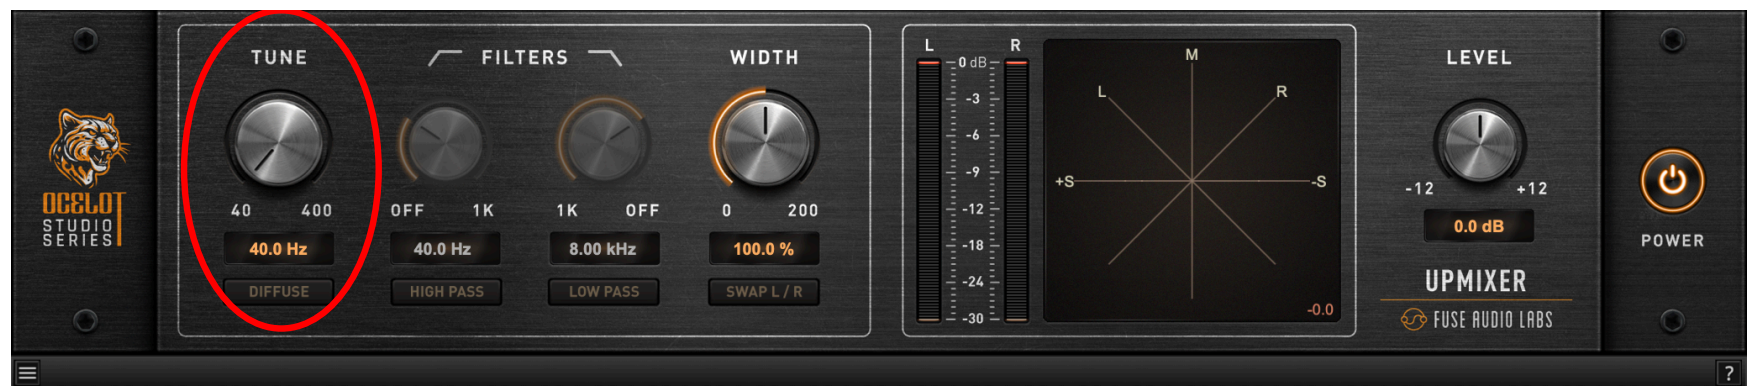 TUNE
FILTERS
WIDTH
40 400
OFF 1K
1K OFF
0 200
40.0 Hz
40.0 Hz
8.00 kHz
100.0 %
DIFFUSE
HIGH PASS
LOW PASS
SWAP L / R
OCELOT
STUDIO
SERIES
L R
0 dB
-3
-6
-9
-12
-18
-24
-30
M
L R
+S -S
-0.0
LEVEL
-12 +12
0.0 dB
UPMIXER
FUSE AUDIO LABS
POWER
?